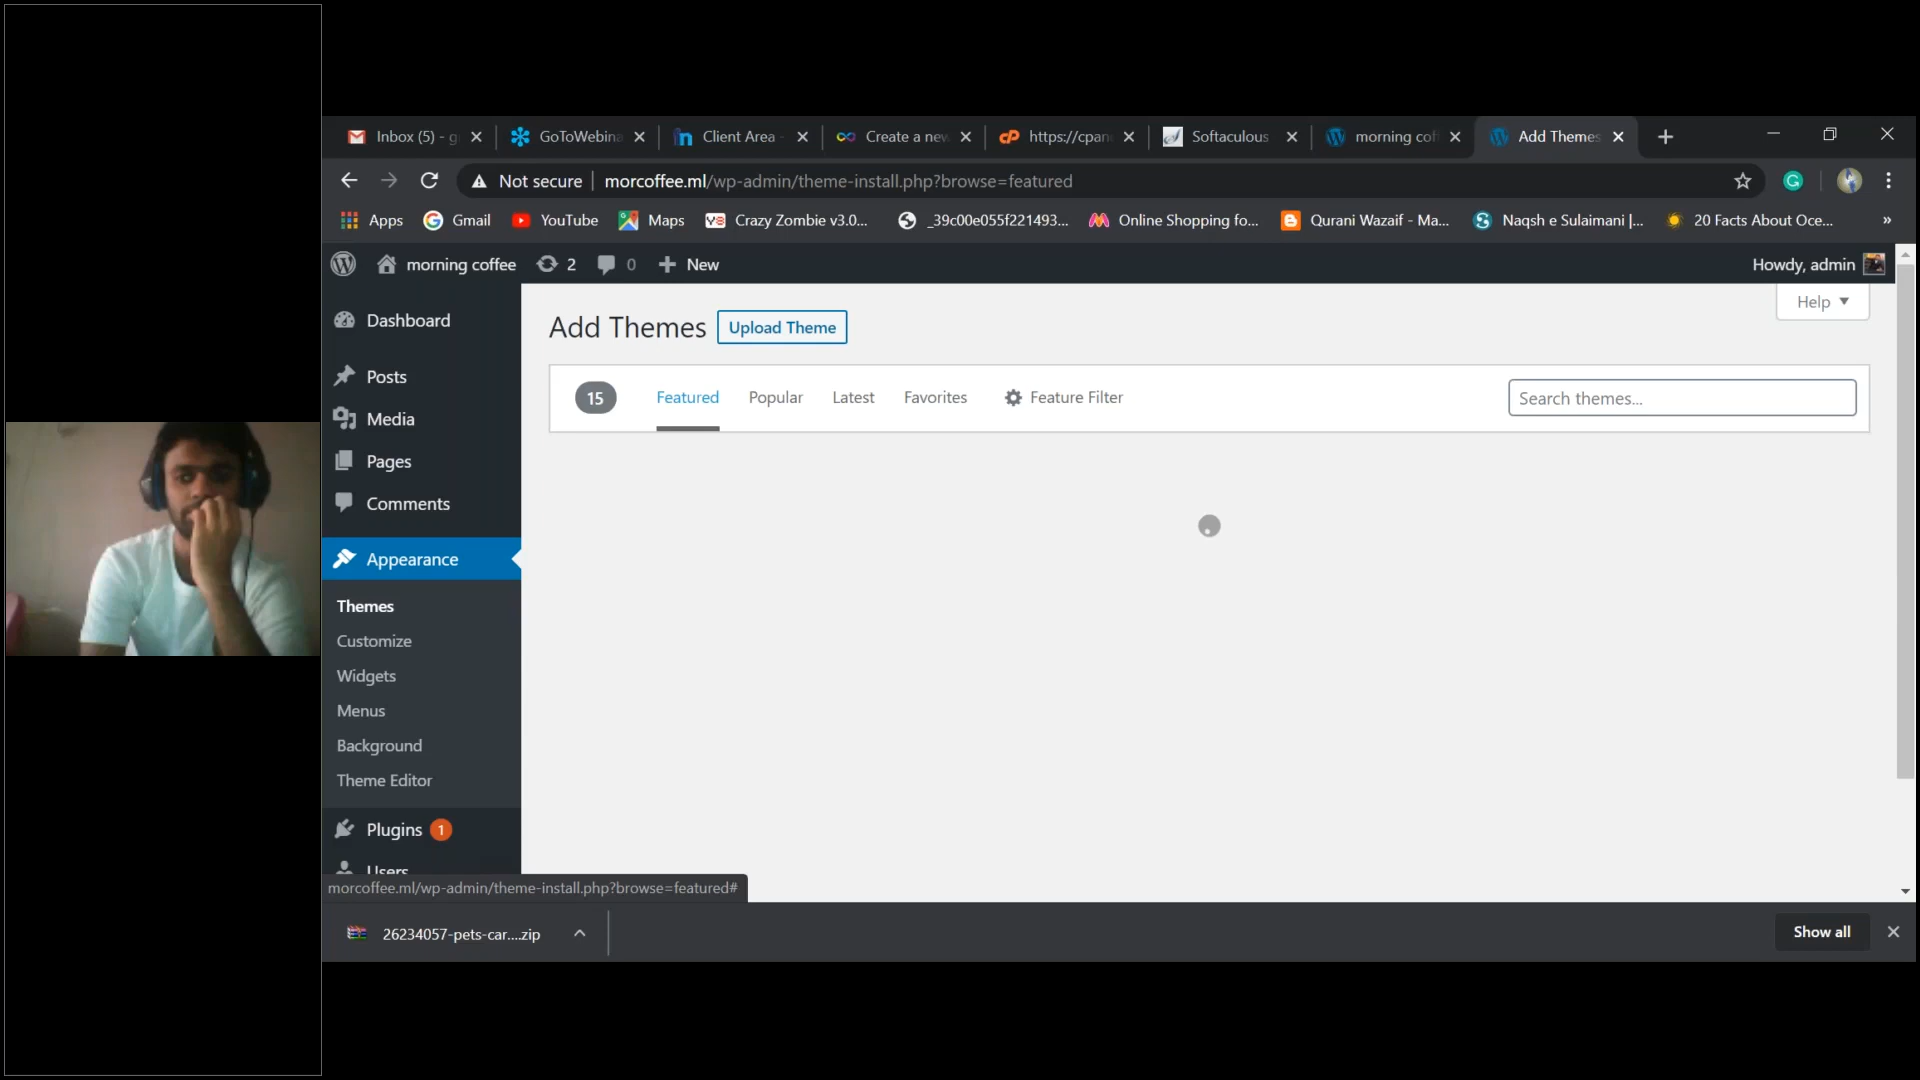 Inbox (5) - g
GoToWebina
Client Area -
Create a new
https://cpan
Softaculous
morning cof
Add Themes
Not secure
morcoffee.ml/wp-admin/theme-install.php?browse=featured
Apps
Gmail
YouTube
Maps
Crazy Zombie v3.0...
_39c00e055f221493...
Online Shopping fo...
Qurani Wazaif - Ma...
Naqsh e Sulaimani |...
20 Facts About Oce...
»
morning coffee
2
0
New
Howdy, admin
Help
Dashboard
Posts
Media
Pages
Comments
Appearance
Themes
Customize
Widgets
Menus
Background
Theme Editor
Plugins 1
Users
Add Themes
Upload Theme
15
Featured
Popular
Latest
Favorites
Feature Filter
Search themes...
morcoffee.ml/wp-admin/theme-install.php?browse=featured#
26234057-pets-car....zip
Show all